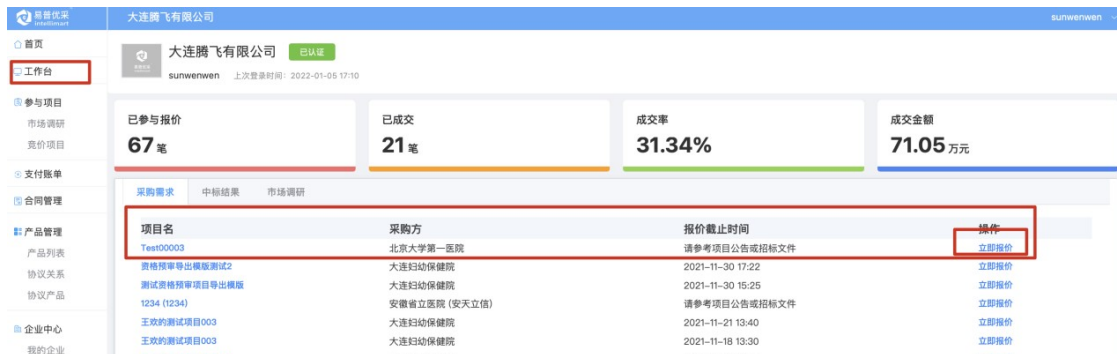 易普优采
intellimart
大连腾飞有限公司
sunwenwen
首页
工作台
参与项目
市场调研
竞价项目
支付账单
合同管理
产品管理
产品列表
协议关系
协议产品
企业中心
我的企业
大连腾飞有限公司 已认证
sunwenwen 上次登录时间：2022-01-05 17:10
已参与报价 已成交 成交率 成交金额
67 笔 21 笔 31.34% 71.05 万元
采购需求 中标结果 市场调研
项目名 采购方 报价截止时间 操作
Test00003 北京大学第一医院 请参考项目公告或招标文件 立即报价
资格预审导出模版测试2 大连妇幼保健院 2021-11-30 17:22 立即报价
测试资格预审项目导出模版 大连妇幼保健院 2021-11-30 15:25 立即报价
1234 (1234) 安徽省立医院 (安天立信) 请参考项目公告或招标文件 立即报价
王欢的测试项目003 大连妇幼保健院 2021-11-21 13:40 立即报价
王欢的测试项目003 大连妇幼保健院 2021-11-18 13:30 立即报价